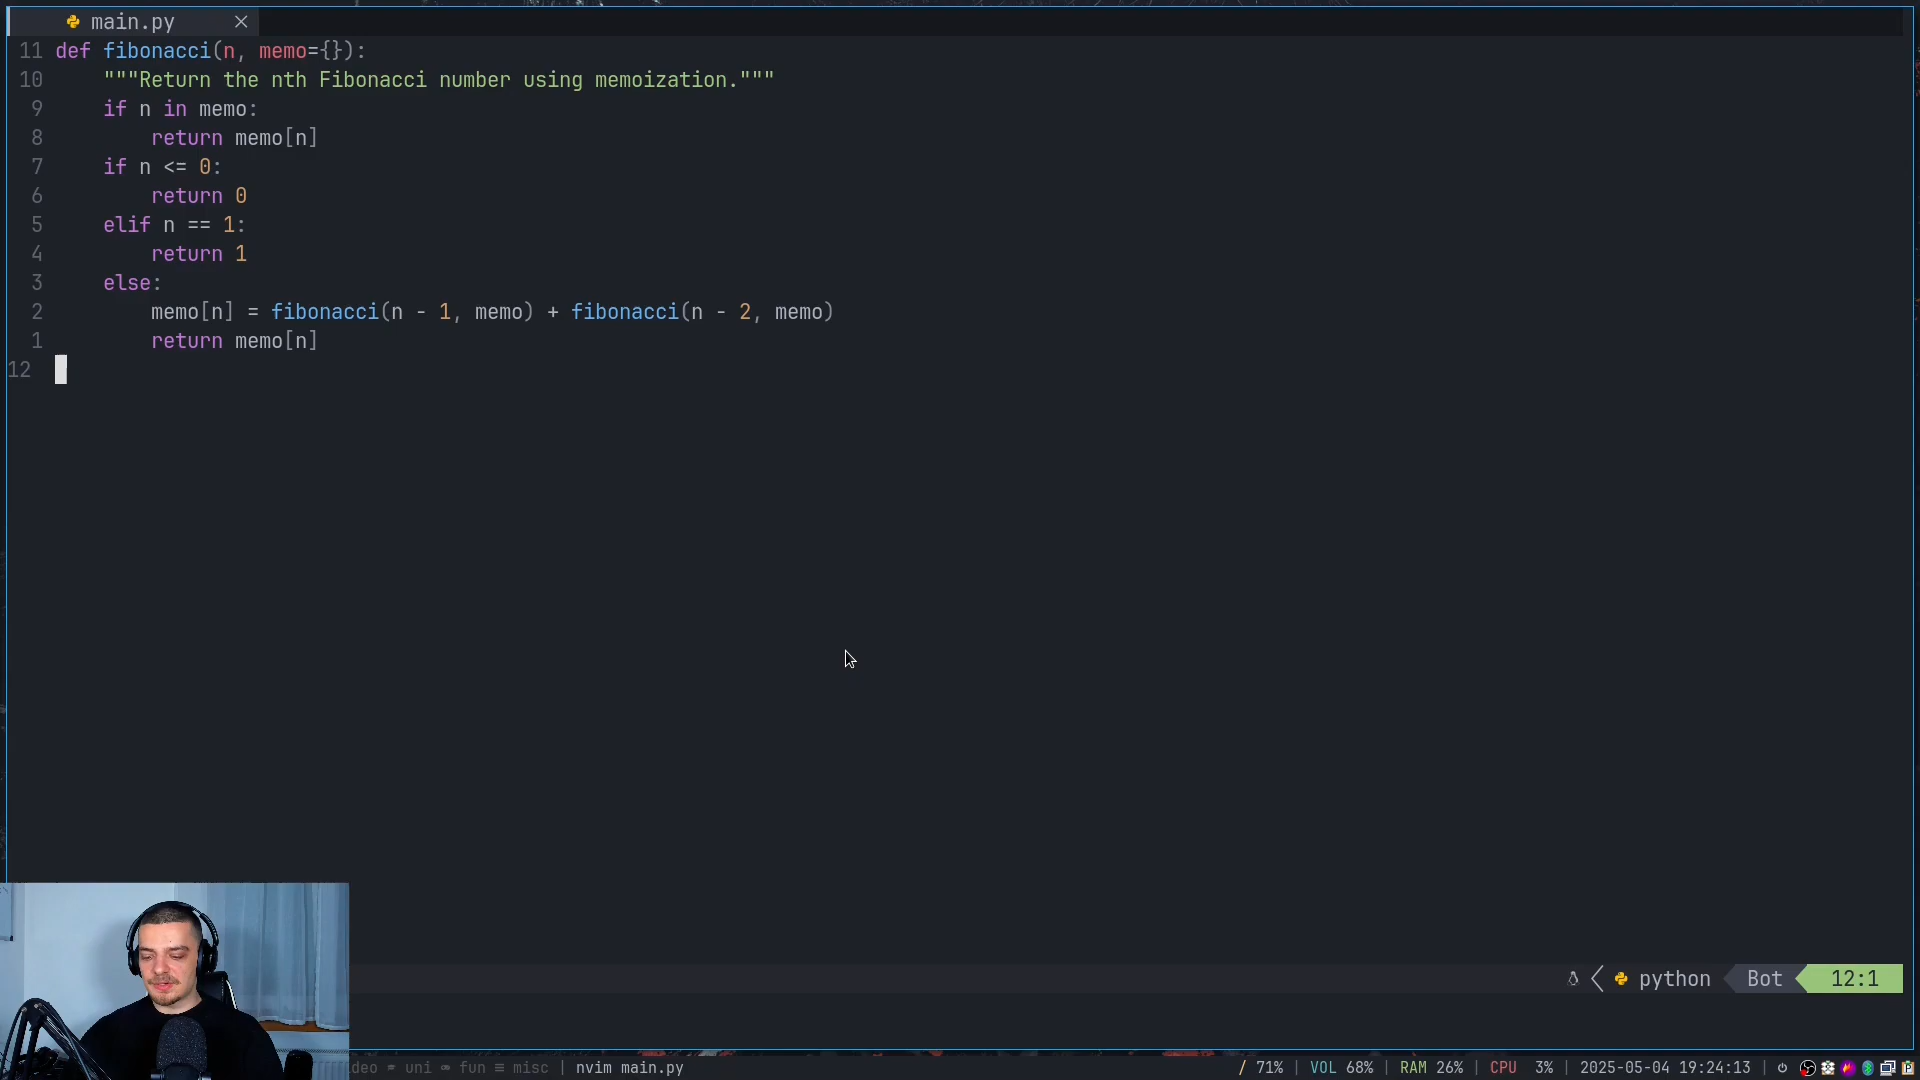 main.py
11 def fibonacci(n, memo={}):
10 """Return the nth Fibonacci number using memoization."""
9 if n in memo:
8 return memo[n]
7 if n <= 0:
6 return 0
5 elif n == 1:
4 return 1
3 else:
2 memo[n] = fibonacci(n - 1, memo) + fibonacci(n - 2, memo)
1 return memo[n]
12
python Bot 12:1
uni fun misc | nvim main.py / 71% | VOL 68% | RAM 26% | CPU 3% | 2025-05-04 19:24:13 |